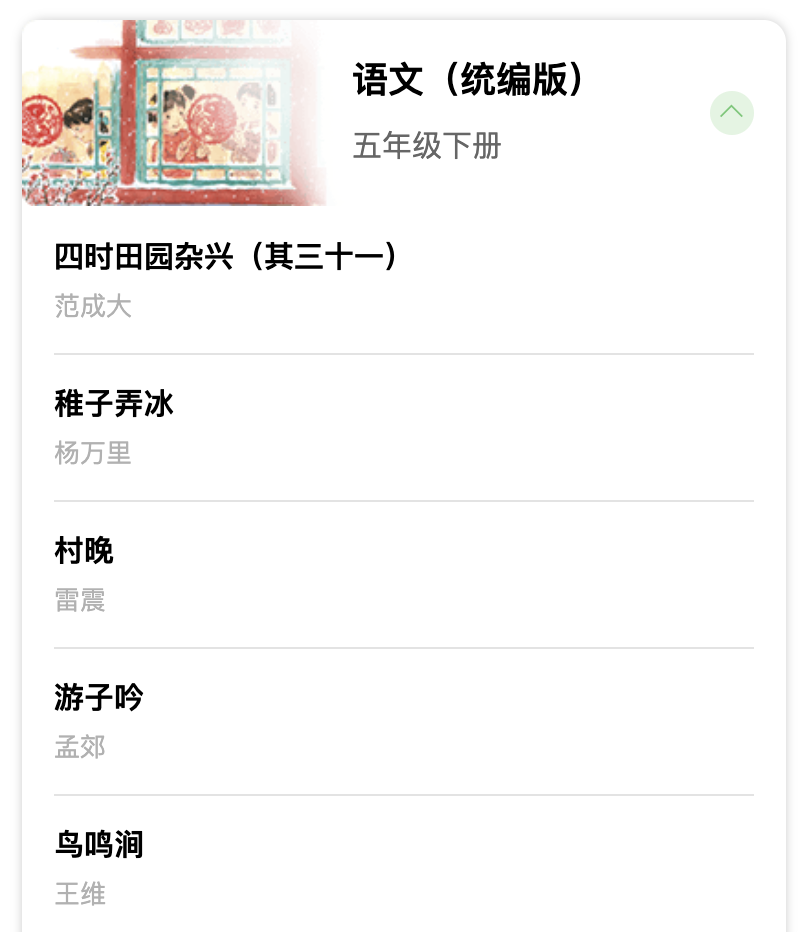 语文（统编版）
五年级下册
四时田园杂兴（其三十一）
范成大
稚子弄冰
杨万里
村晚
雷震
游子吟
孟郊
鸟鸣涧
王维